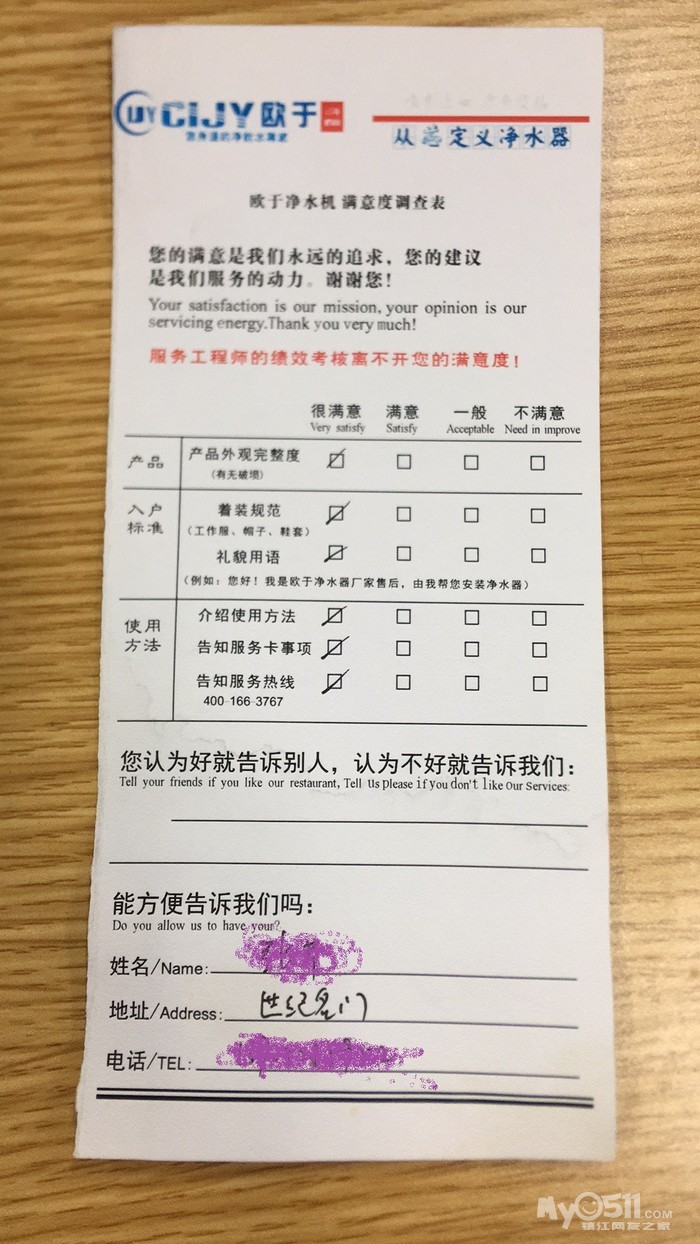 CIJY欧于
从芯定义净水器
欧于净水机 满意度调查表
您的满意是我们永远的追求，您的建议
是我们服务的动力。谢谢您！
Your satisfaction is our mission, your opinion is our
servicing energy.Thank you very much!
服务工程师的绩效考核离不开您的满意度！
很满意 满意 一般 不满意
Very satisfy Satisfy Acceptable Need in improve
产品 产品外观完整度
(有无破损)
入户 着装规范
标准 (工作服、帽子、鞋套)
礼貌用语
(例如：您好！我是欧于净水器厂家售后，由我帮您安装净水器)
使用 介绍使用方法
方法 告知服务卡事项
告知服务热线
400-166-3767
您认为好就告诉别人，认为不好就告诉我们：
Tell your friends if you like our restaurant, Tell us please if you don't like Our Services:
能方便告诉我们吗：
Do you allow us to have your?
姓名/Name:
地址/Address: 世纪名门
电话/TEL:
My0511.COM
镇江网友之家